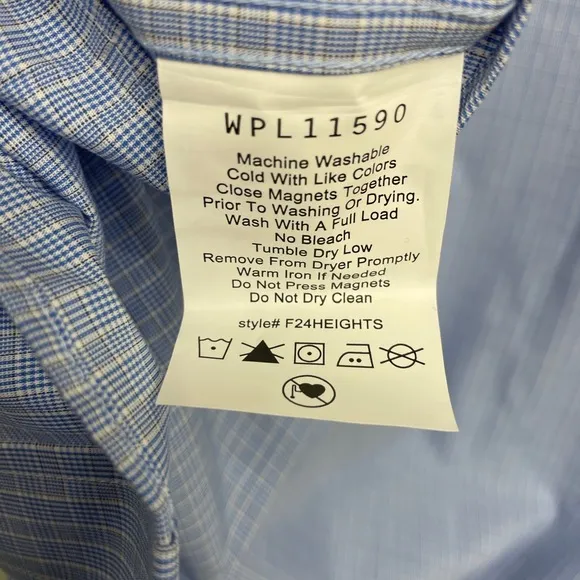 WPL11590
Machine Washable
Cold With Like Colors
Close Magnets Together
Prior To Washing Or Drying.
Wash With A Full Load
No Bleach
Tumble Dry Low
Remove From Dryer Promptly
Warm Iron If Needed
Do Not Press Magnets
Do Not Dry Clean
style# F24HEIGHTS